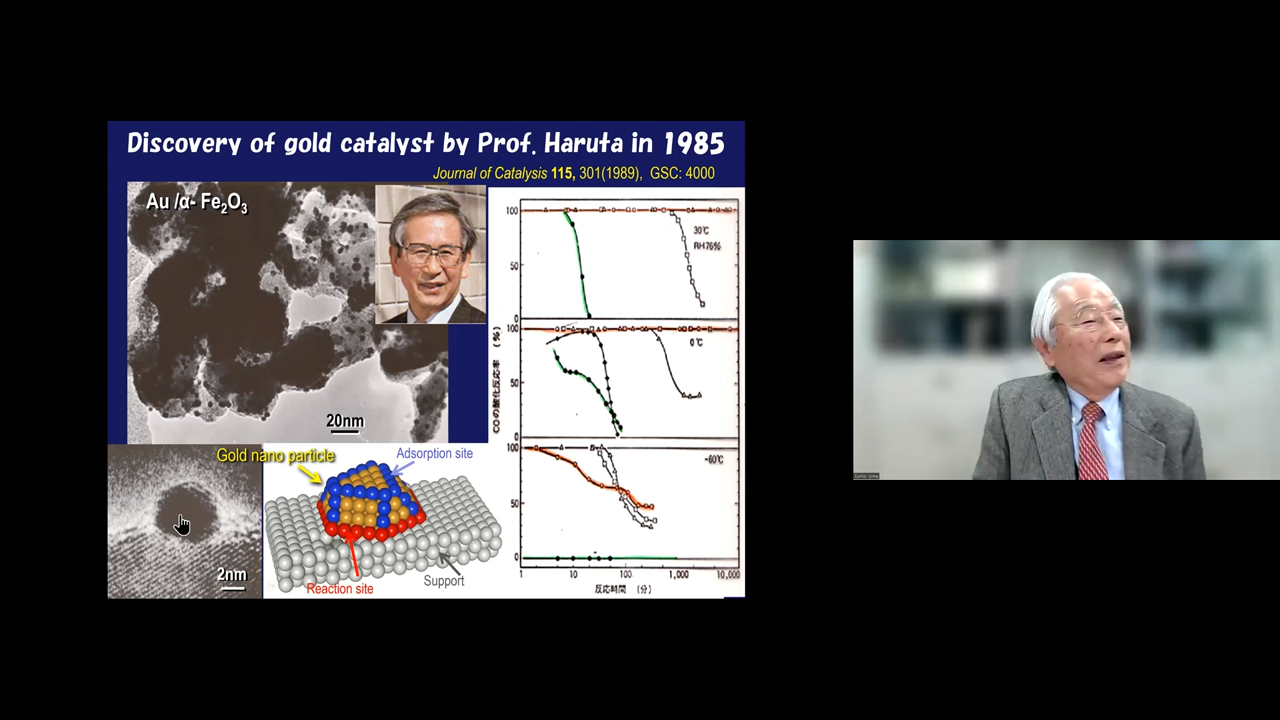 Discovery of gold catalyst by Prof. Haruta in 1985
Journal of Catalysis 115, 301(1989), GSC: 4000
Au /α- Fe2O3
20nm
2nm
Gold nano particle
Adsorption site
Reaction site
Support
COの酸化反応率 (%)
100
50
0
30℃
RH76%
100
50
0
0℃
100
50
0
-60℃
1
10
100
1,000
10,000
反応時間 (分)
Sumio Iijima